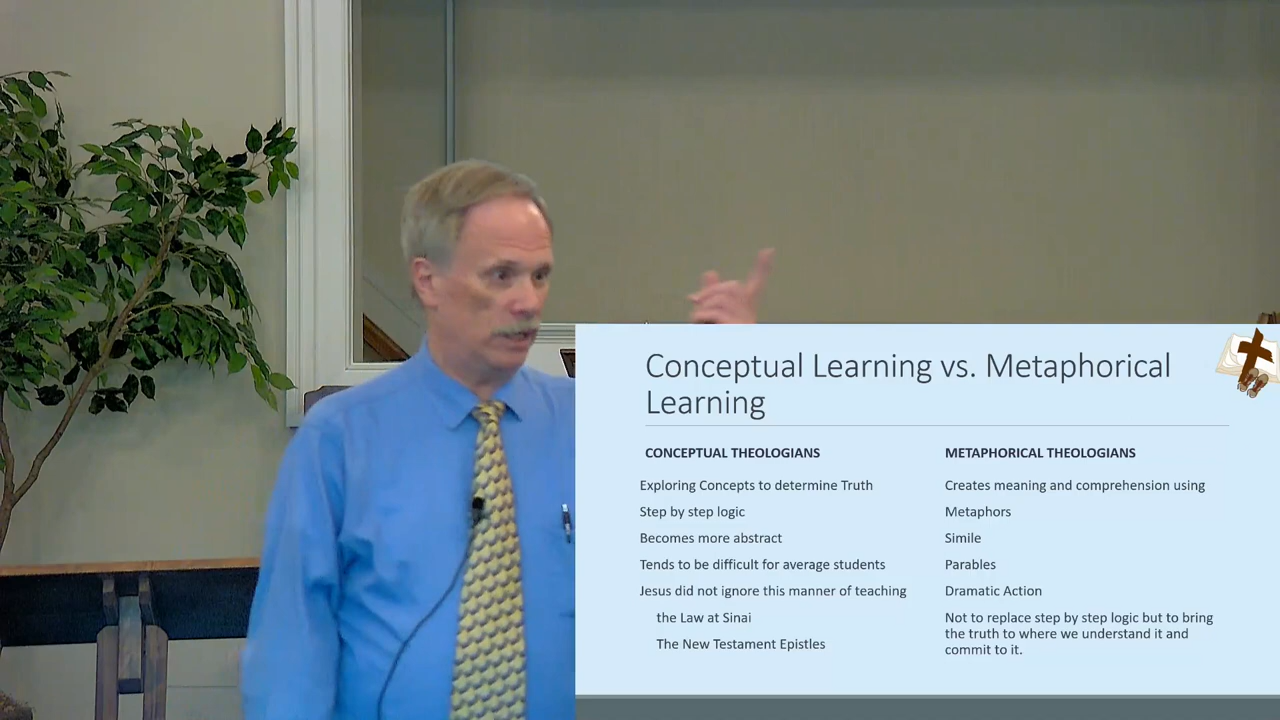 Conceptual Learning vs. Metaphorical
Learning
CONCEPTUAL THEOLOGIANS
Exploring Concepts to determine Truth
Step by step logic
Becomes more abstract
Tends to be difficult for average students
Jesus did not ignore this manner of teaching
the Law at Sinai
The New Testament Epistles
METAPHORICAL THEOLOGIANS
Creates meaning and comprehension using
Metaphors
Simile
Parables
Dramatic Action
Not to replace step by step logic but to bring
the truth to where we understand it and
commit to it.